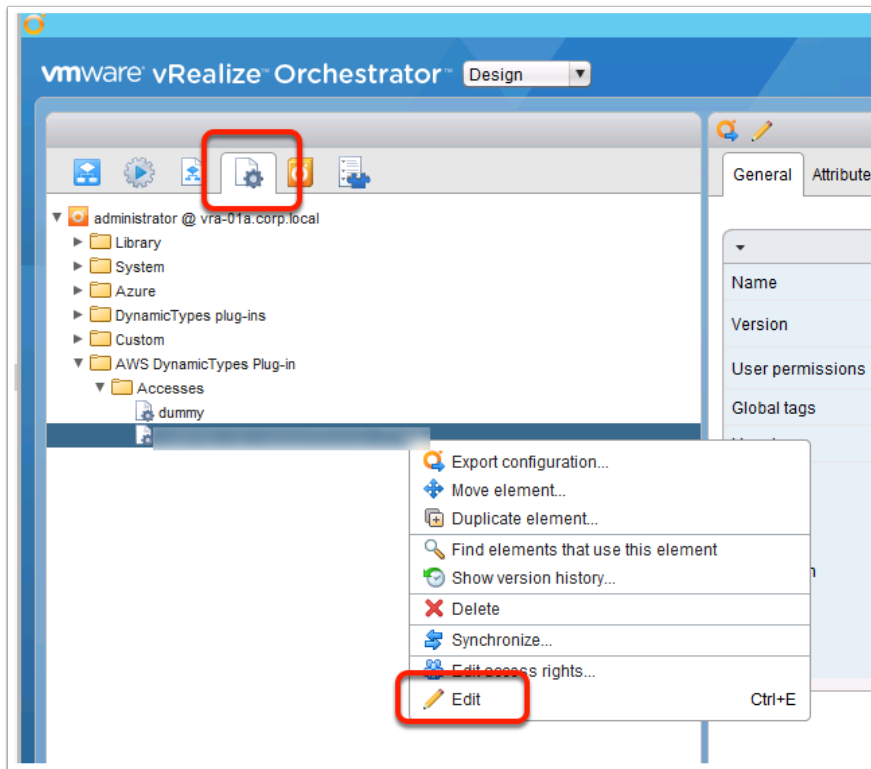 vmware vRealize™ Orchestrator™ Design
General Attribute
administrator @ vra-01a.corp.local
Library
System
Azure
DynamicTypes plug-ins
Custom
AWS DynamicTypes Plug-in
Accesses
dummy
Name
Version
User permissions
Global tags
Export configuration...
Move element...
Duplicate element...
Find elements that use this element
Show version history...
Delete
Synchronize...
Edit access rights...
Edit Ctrl+E